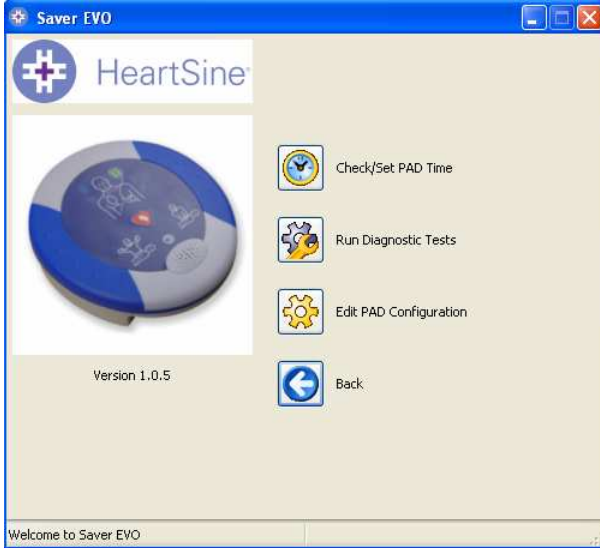 Saver EVO
HeartSine®
Check/Set PAD Time
Run Diagnostic Tests
Edit PAD Configuration
Version 1.0.5
Back
Welcome to Saver EVO